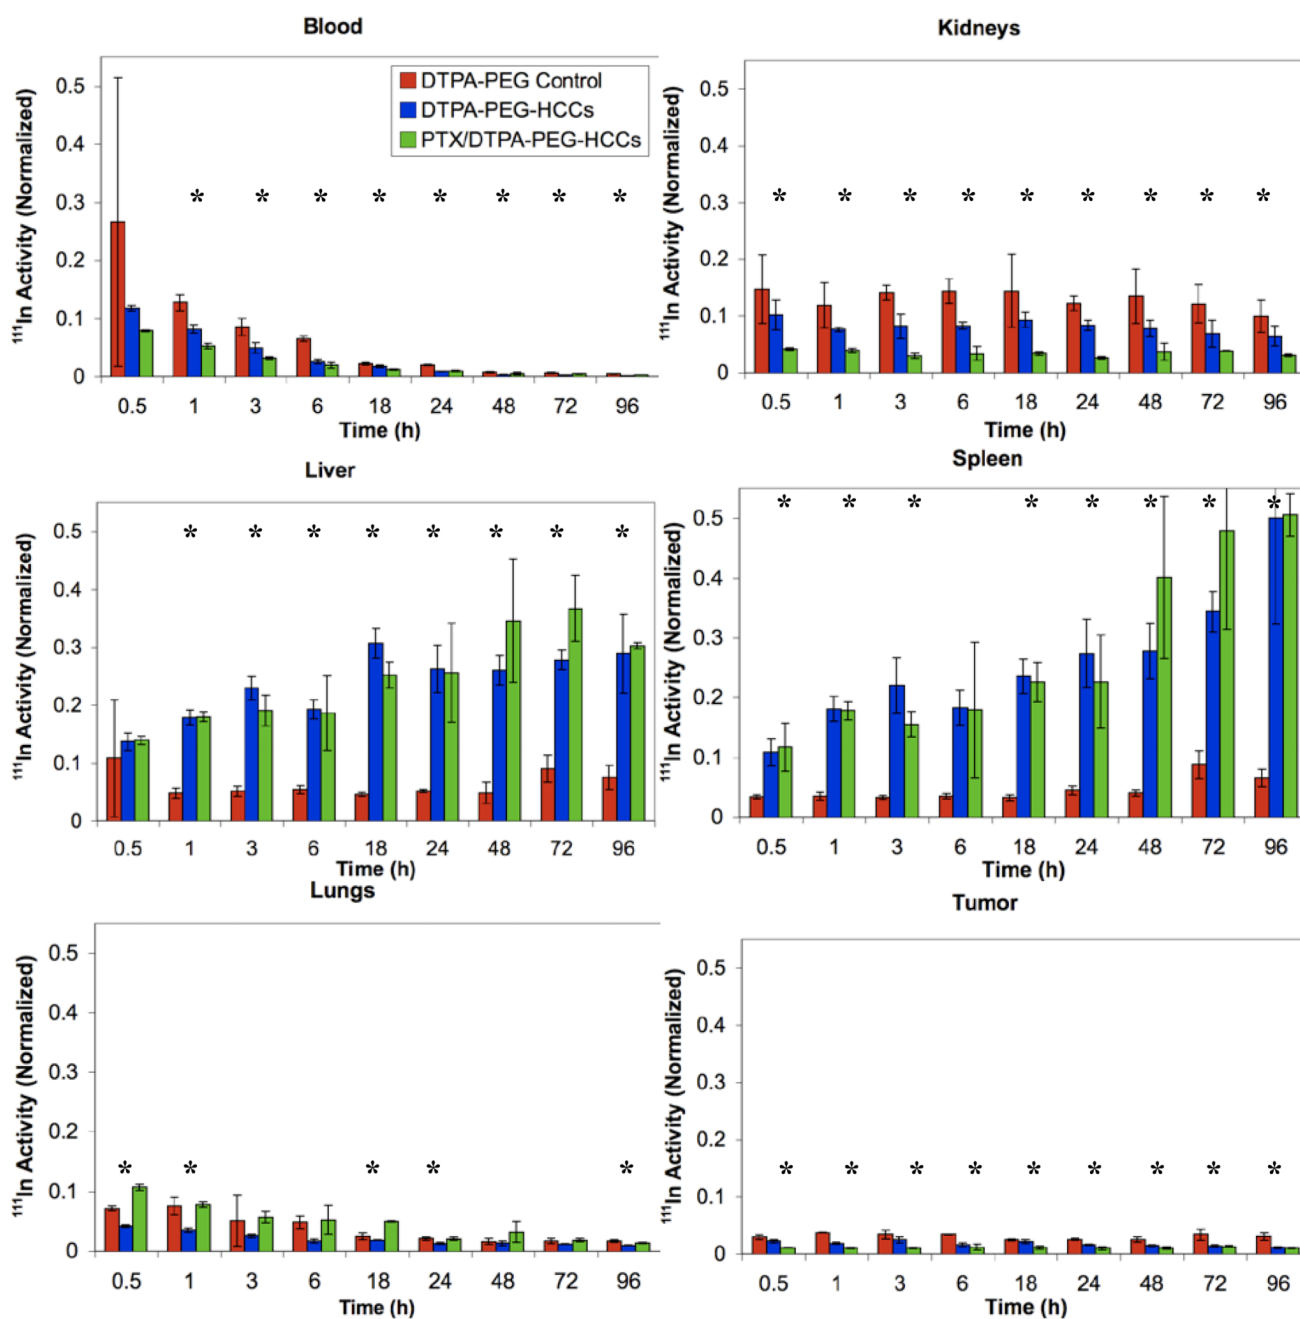 Blood
¹¹¹In Activity (Normalized)
0.5
0.4
0.3
0.2
0.1
0
DTPA-PEG Control
DTPA-PEG-HCCs
PTX/DTPA-PEG-HCCs
* * * * * * * *
0.5 1 3 6 18 24 48 72 96
Time (h)
Kidneys
¹¹¹In Activity (Normalized)
0.5
0.4
0.3
0.2
0.1
0
* * * * * * * * *
0.5 1 3 6 18 24 48 72 96
Time (h)
Liver
¹¹¹In Activity (Normalized)
0.5
0.4
0.3
0.2
0.1
0
* * * * * * * *
0.5 1 3 6 18 24 48 72 96
Time (h)
Spleen
¹¹¹In Activity (Normalized)
0.5
0.4
0.3
0.2
0.1
0
* * * * * * * *
0.5 1 3 6 18 24 48 72 96
Time (h)
Lungs
¹¹¹In Activity (Normalized)
0.5
0.4
0.3
0.2
0.1
0
* * * * *
0.5 1 3 6 18 24 48 72 96
Time (h)
Tumor
¹¹¹In Activity (Normalized)
0.5
0.4
0.3
0.2
0.1
0
* * * * * * * * *
0.5 1 3 6 18 24 48 72 96
Time (h)